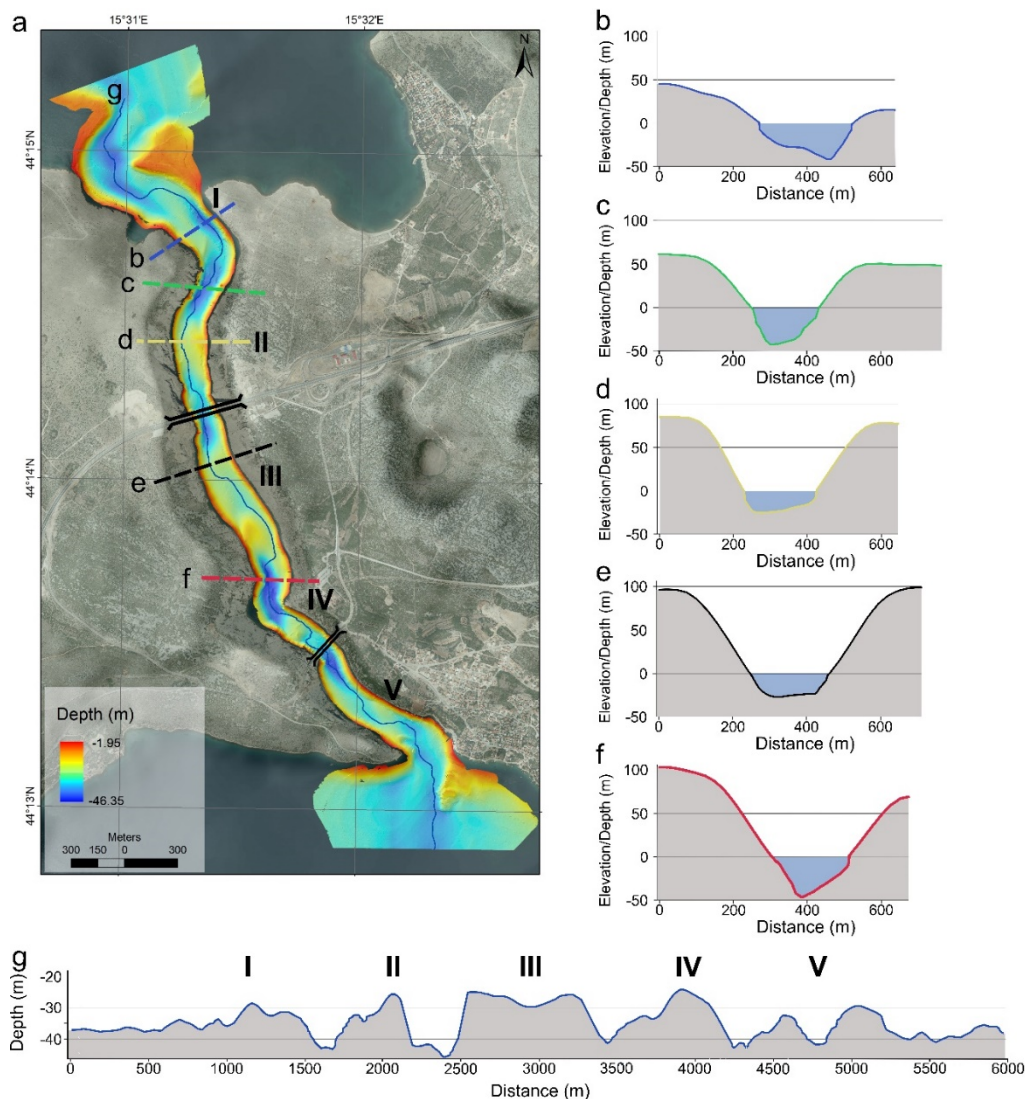 a
15°31'E 15°32'E
N
g
44°15'N
I
b
c
d II
e III
44°14'N
f
IV
V
44°13'N
Depth (m)
-1.95
-46.35
Meters
300 150 0 300
b
Elevation/Depth (m)
100
50
0
-50
0 200 400 600
Distance (m)
c
Elevation/Depth (m)
100
50
0
-50
0 200 400 600
Distance (m)
d
Elevation/Depth (m)
100
50
0
-50
0 200 400 600
Distance (m)
e
Elevation/Depth (m)
100
50
0
-50
0 200 400 600
Distance (m)
f
Elevation/Depth (m)
100
50
0
-50
0 200 400 600
Distance (m)
g
I II III IV V
Depth (m)
-20
-30
-40
0 500 1000 1500 2000 2500 3000 3500 4000 4500 5000 5500 6000
Distance (m)